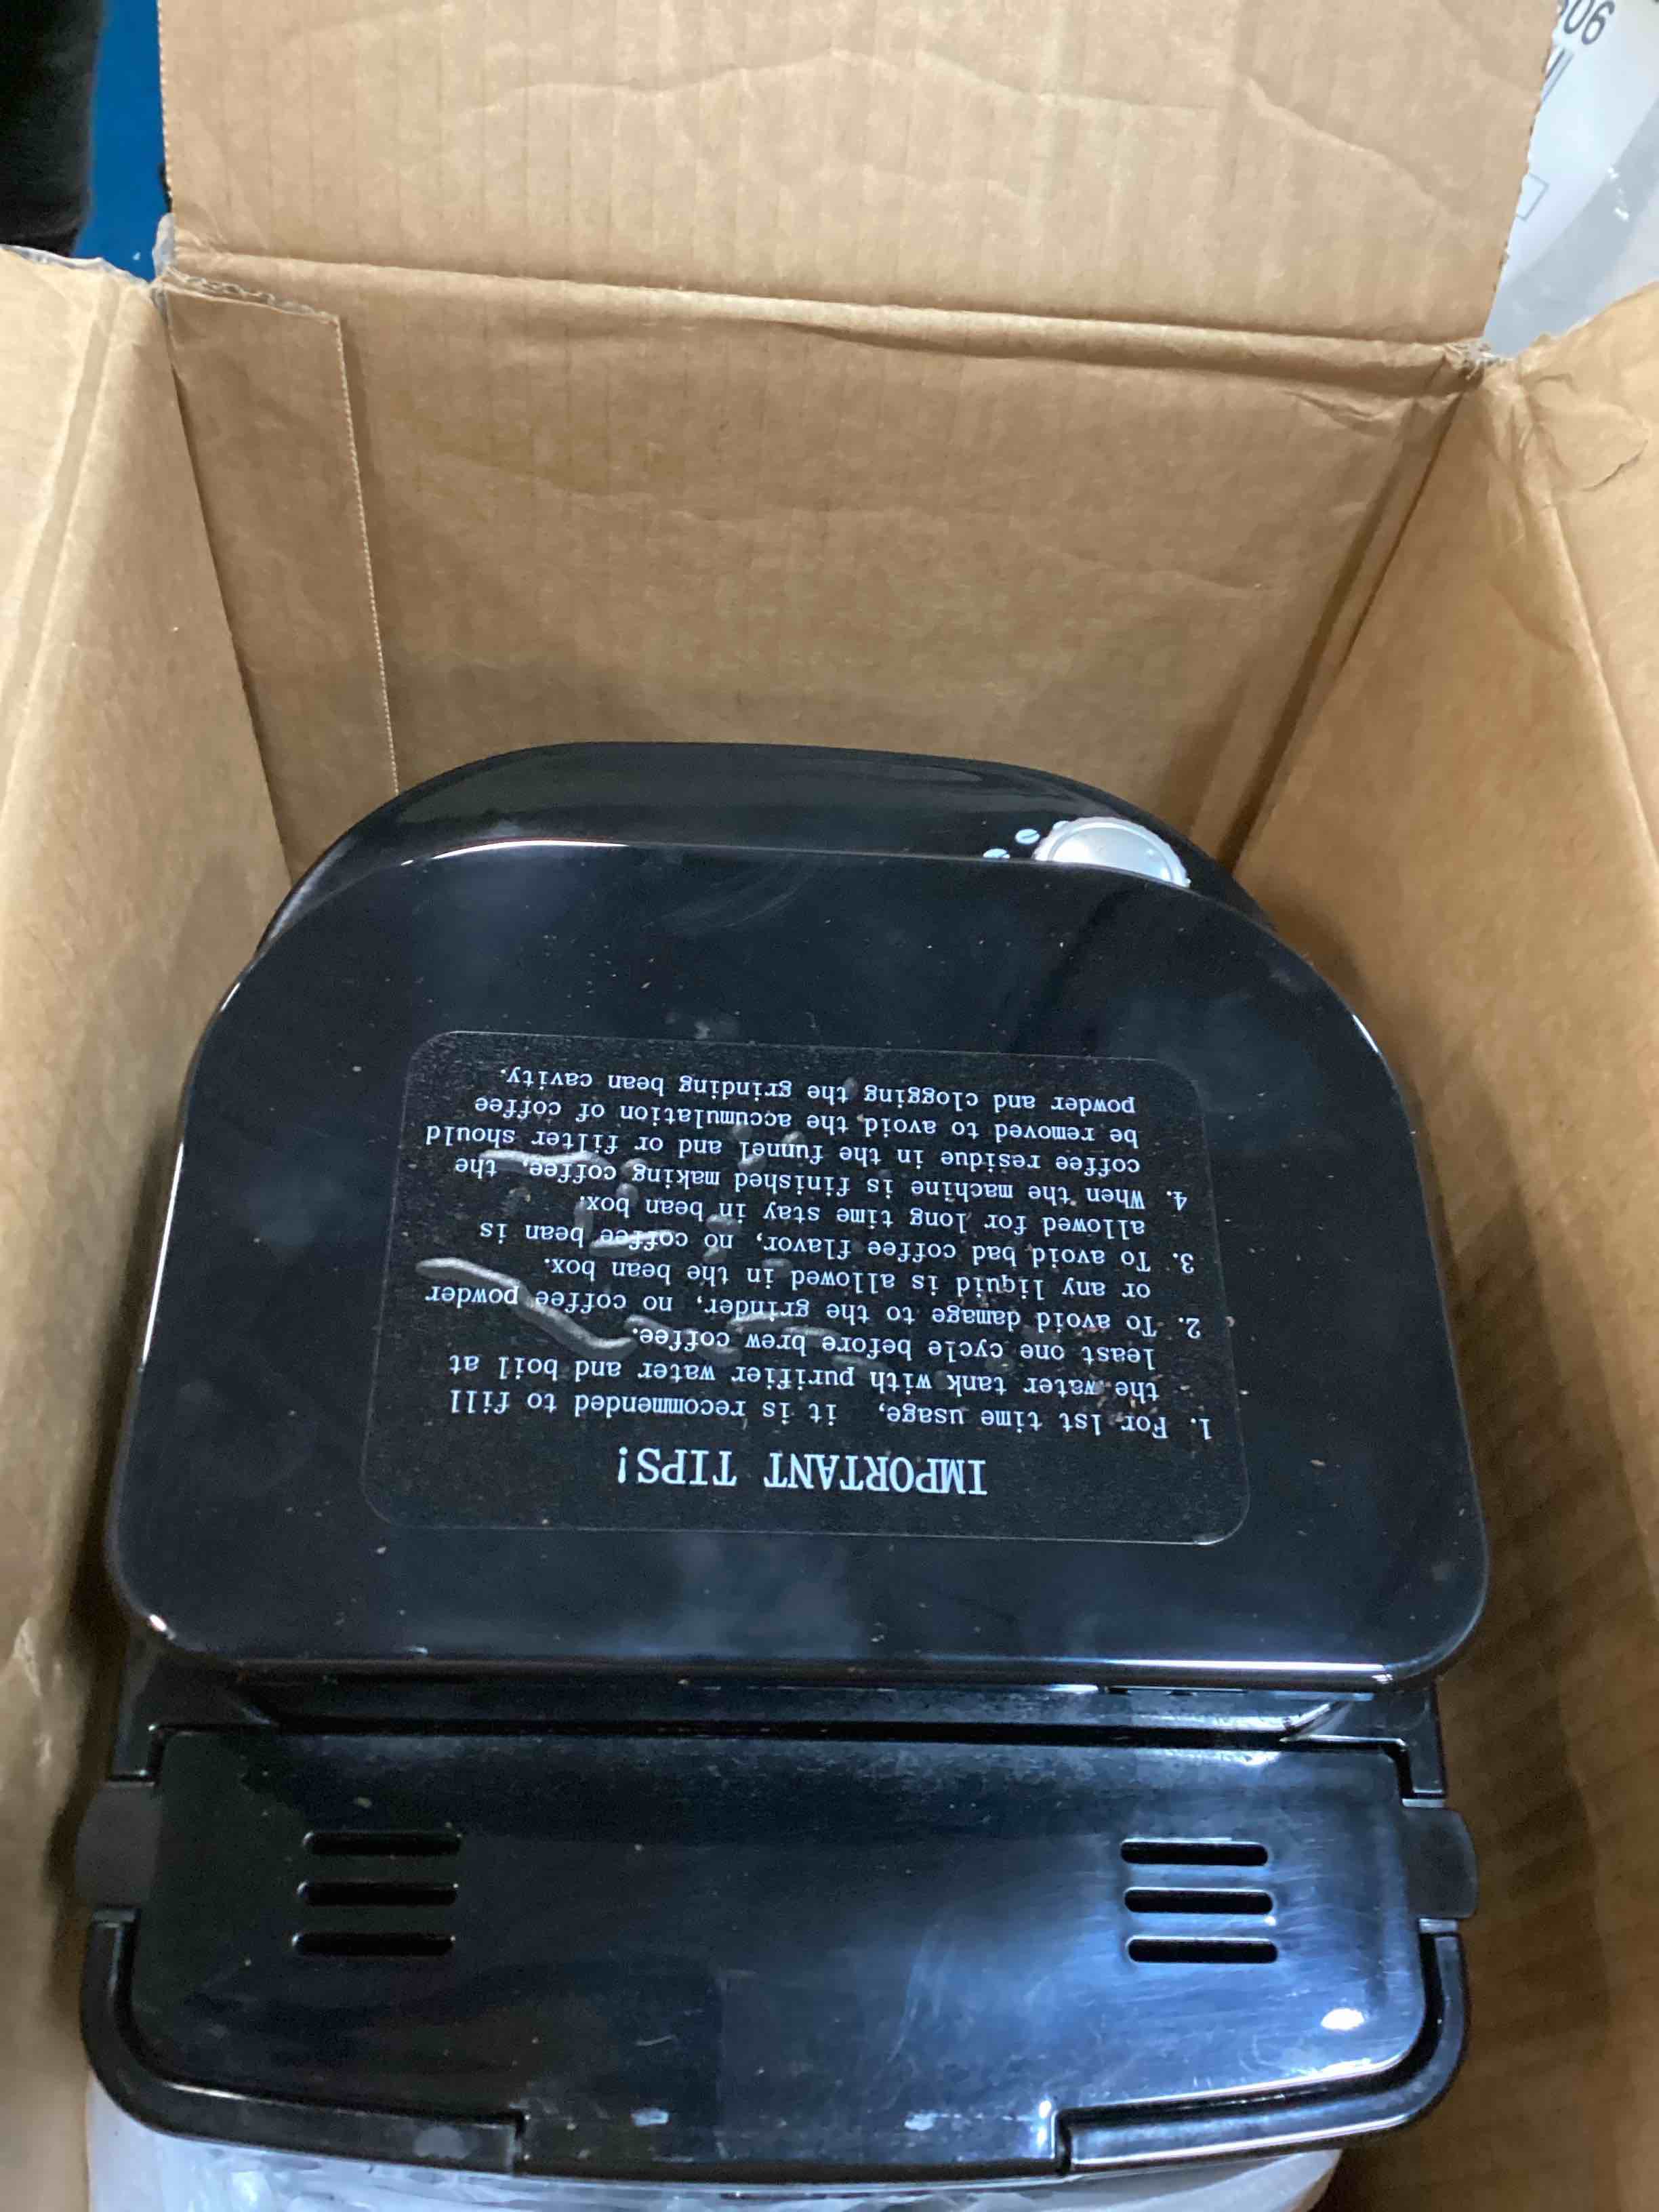 IMPORTANT TIPS!
1. For 1st time usage, it is recommended to fill
the water tank with purifier water and boil at
least one cycle before brew coffee.
2. To avoid damage to the grinder, no coffee powder
or any liquid is allowed in the bean box.
3. To avoid bad coffee flavor, no coffee bean is
allowed for long time stay in bean box.
4. When the machine is finished making coffee, the
coffee residue in the funnel and or filter should
be removed to avoid the accumulation of coffee
powder and clogging the grinding bean cavity.